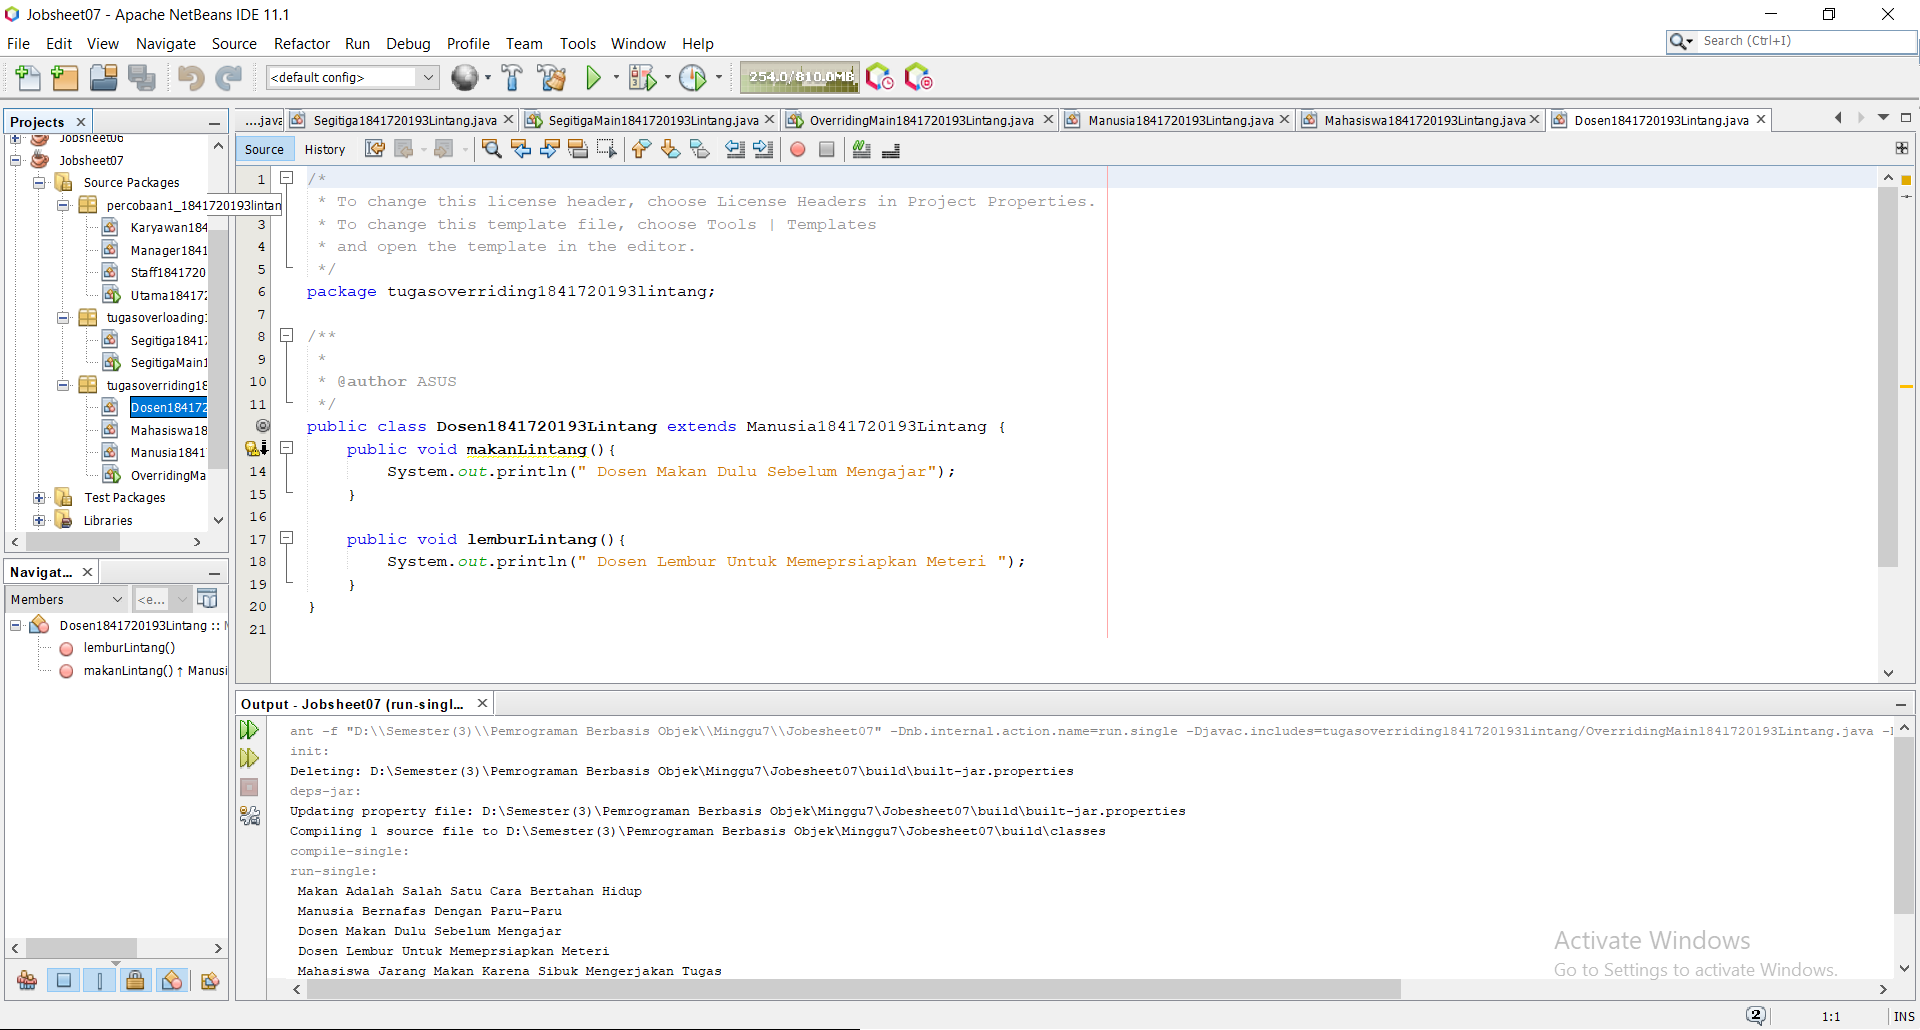 Jobsheet07 - Apache NetBeans IDE 11.1
File Edit View Navigate Source Refactor Run Debug Profile Team Tools Window Help
Search (Ctrl+I)
<default config>
254.0/810.0MB
Projects
Jobsheet06
Jobsheet07
Source Packages
percobaan1_1841720193lintan
Karyawan184
Manager1841
Staff1841720
Utama184172
tugasoverloading1
Segitiga1841
SegitigaMain1
tugasoverriding18
Dosen184172
Mahasiswa18
Manusia1841
OverridingMa
Test Packages
Libraries
Navigat...
Members
<e...
Dosen1841720193Lintang :: M
lemburLintang()
makanLintang() ↑ Manusi
....java
Segitiga1841720193Lintang.java
SegitigaMain1841720193Lintang.java
OverridingMain1841720193Lintang.java
Manusia1841720193Lintang.java
Mahasiswa1841720193Lintang.java
Dosen1841720193Lintang.java
Source History
1 /*
* To change this license header, choose License Headers in Project Properties.
3 * To change this template file, choose Tools | Templates
4 * and open the template in the editor.
5 */
6 package tugasoverriding1841720193lintang;
7
8 /**
9 *
10 * @author ASUS
11 */
public class Dosen1841720193Lintang extends Manusia1841720193Lintang {
public void makanLintang(){
14 System.out.println(" Dosen Makan Dulu Sebelum Mengajar");
15 }
16
17 public void lemburLintang(){
18 System.out.println(" Dosen Lembur Untuk Memeprsiapkan Meteri ");
19 }
20 }
21
Output - Jobsheet07 (run-singl...
ant -f "D:\\Semester(3)\\Pemrograman Berbasis Objek\\Minggu7\\Jobesheet07" -Dnb.internal.action.name=run.single -Djavac.includes=tugasoverriding1841720193lintang/OverridingMain1841720193Lintang.java -
init:
Deleting: D:\Semester(3)\Pemrograman Berbasis Objek\Minggu7\Jobesheet07\build\built-jar.properties
deps-jar:
Updating property file: D:\Semester(3)\Pemrograman Berbasis Objek\Minggu7\Jobesheet07\build\built-jar.properties
Compiling 1 source file to D:\Semester(3)\Pemrograman Berbasis Objek\Minggu7\Jobesheet07\build\classes
compile-single:
run-single:
Makan Adalah Salah Satu Cara Bertahan Hidup
Manusia Bernafas Dengan Paru-Paru
Dosen Makan Dulu Sebelum Mengajar
Dosen Lembur Untuk Memeprsiapkan Meteri
Mahasiswa Jarang Makan Karena Sibuk Mengerjakan Tugas
Activate Windows
Go to Settings to activate Windows.
2
1:1
INS